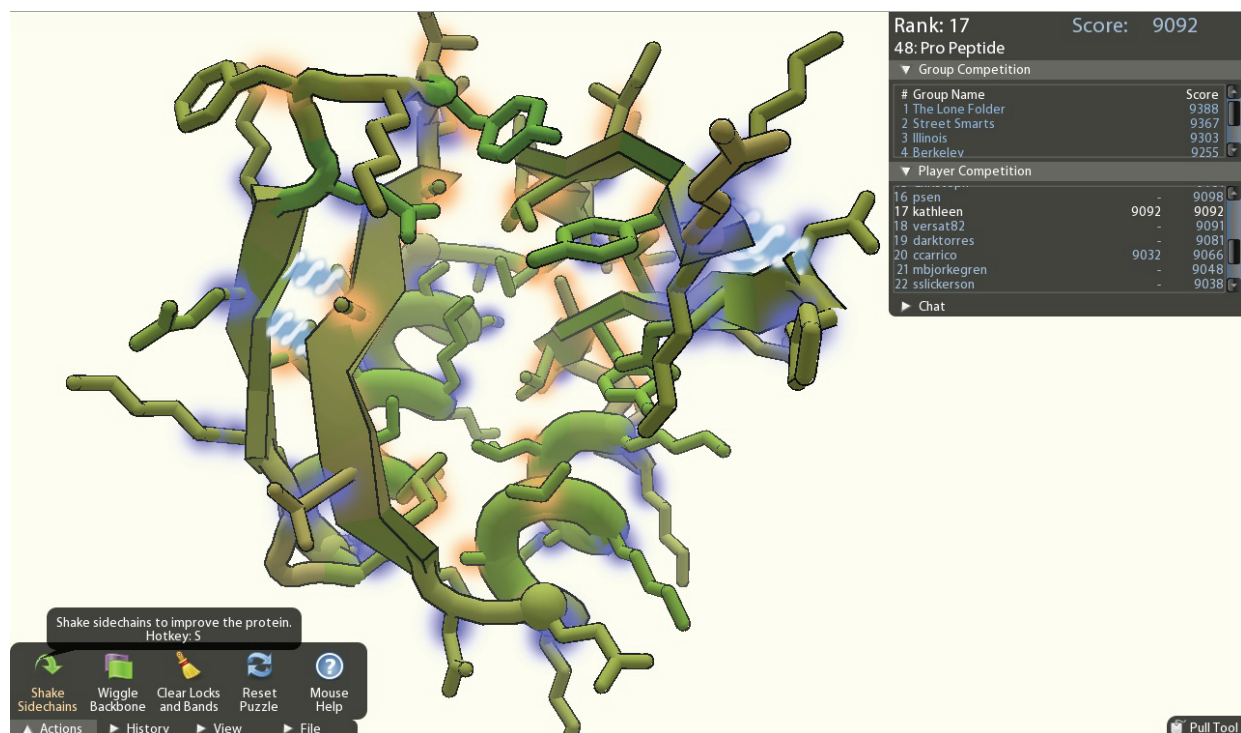 Rank: 17 Score: 9092
48: Pro Peptide
▼ Group Competition
# Group Name Score
1 The Lone Folder 9388
2 Street Smarts 9367
3 Illinois 9303
4 Berkeley 9255
▼ Player Competition
16 psen - 9098
17 kathleen 9092 9092
18 versat82 - 9091
19 darktorres - 9081
20 ccarrico 9032 9066
21 mbjorkegren - 9048
22 sslickerson - 9038
► Chat
Shake sidechains to improve the protein.
Hotkey: S
Shake Sidechains
Wiggle Backbone
Clear Locks and Bands
Reset Puzzle
Mouse Help
▲ Actions ► History ► View ► File
Pull Tool